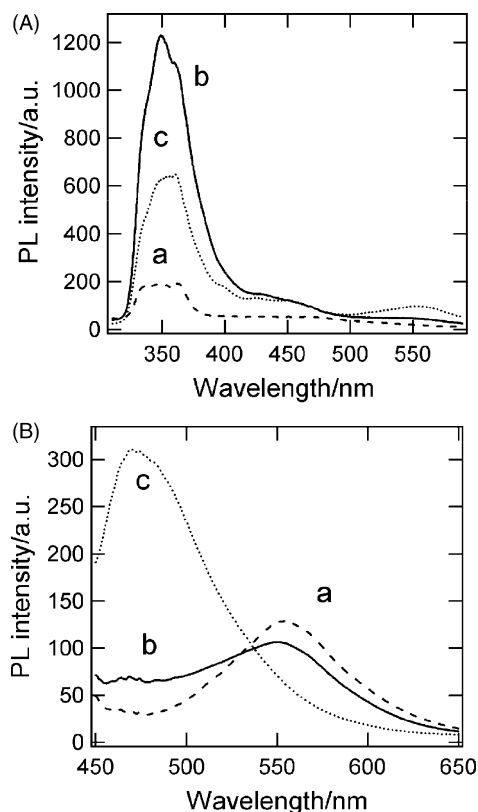 (A)
1200
1000
800
600
400
200
0
PL intensity/a.u.
b
c
a
350 400 450 500 550
Wavelength/nm
(B)
300
250
200
150
100
50
0
PL intensity/a.u.
c
a
b
450 500 550 600 650
Wavelength/nm